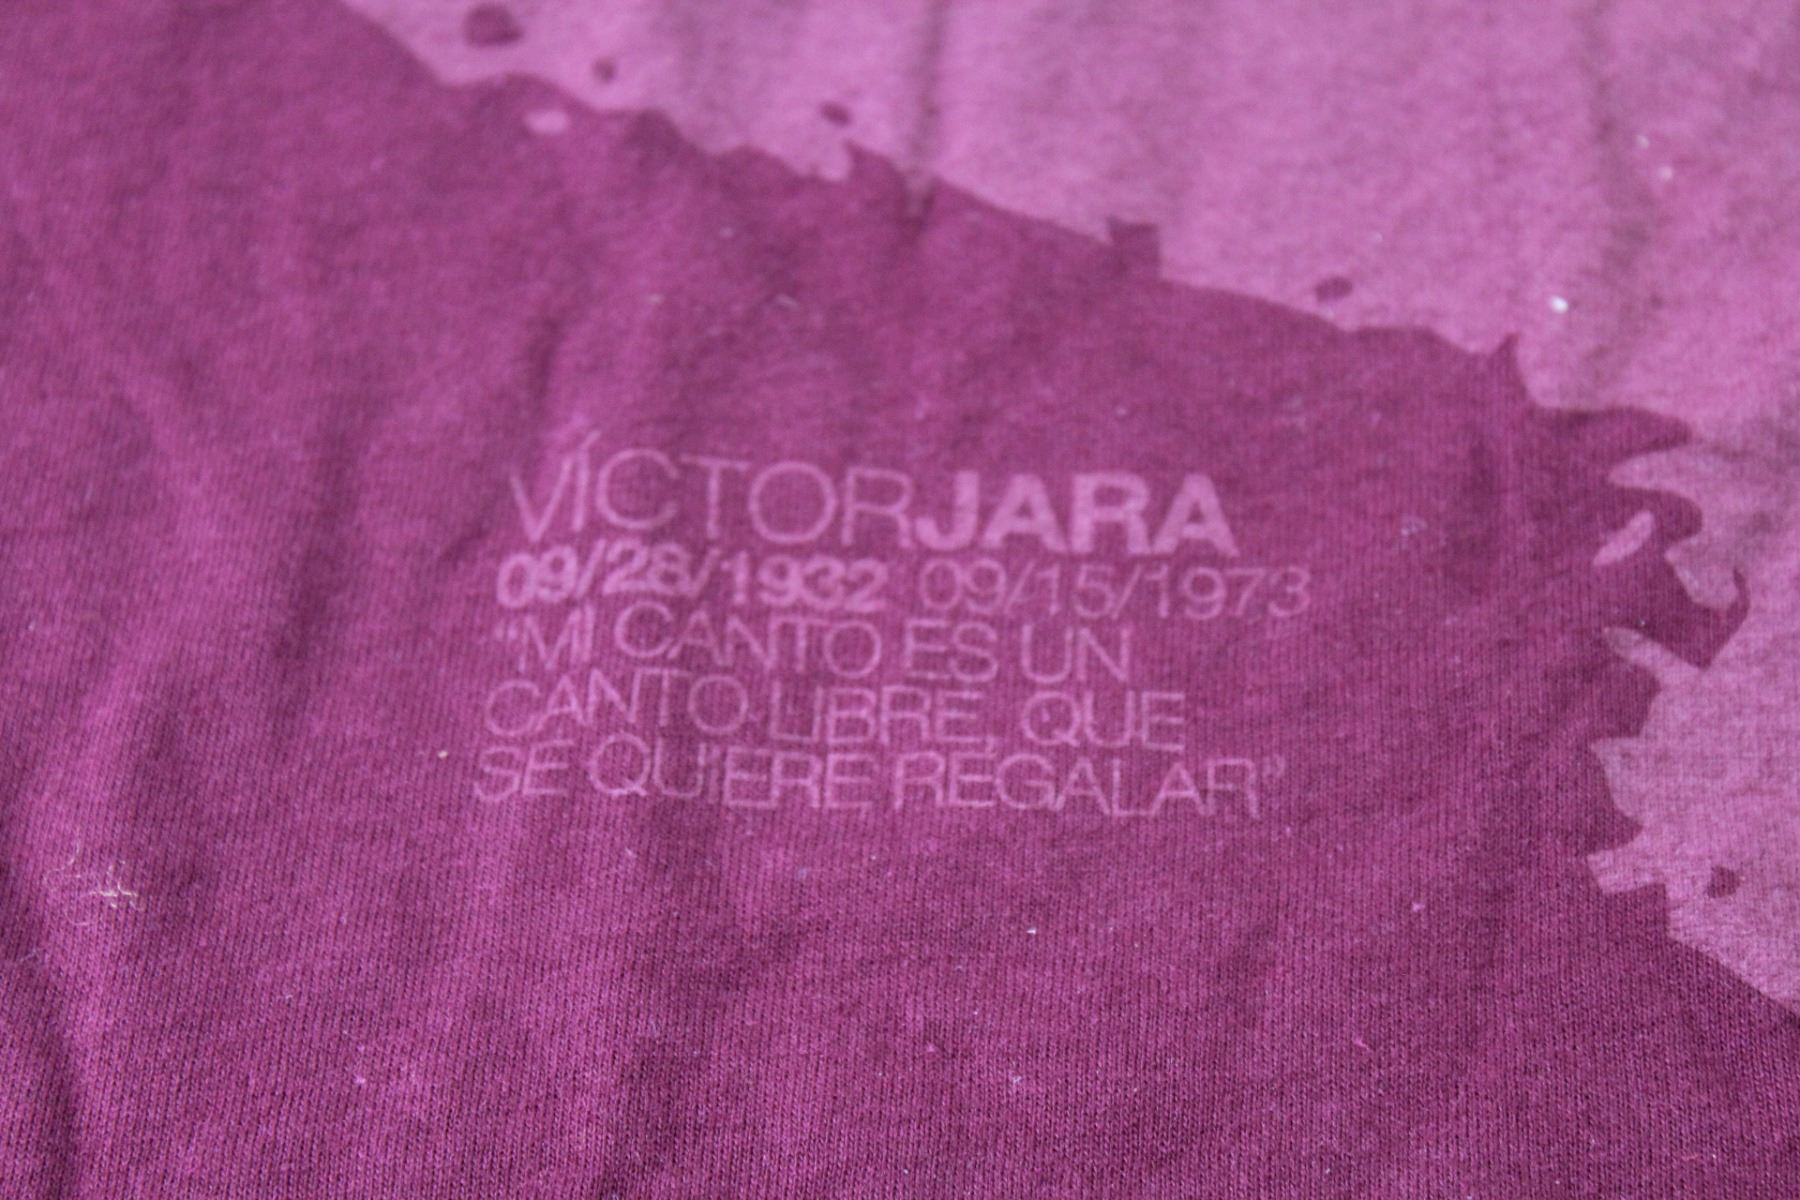 VÍCTORJARA
09/28/1932 09/15/1973
"MI CANTO ES UN
CANTO LIBRE, QUE
SE QUIERE REGALAR"